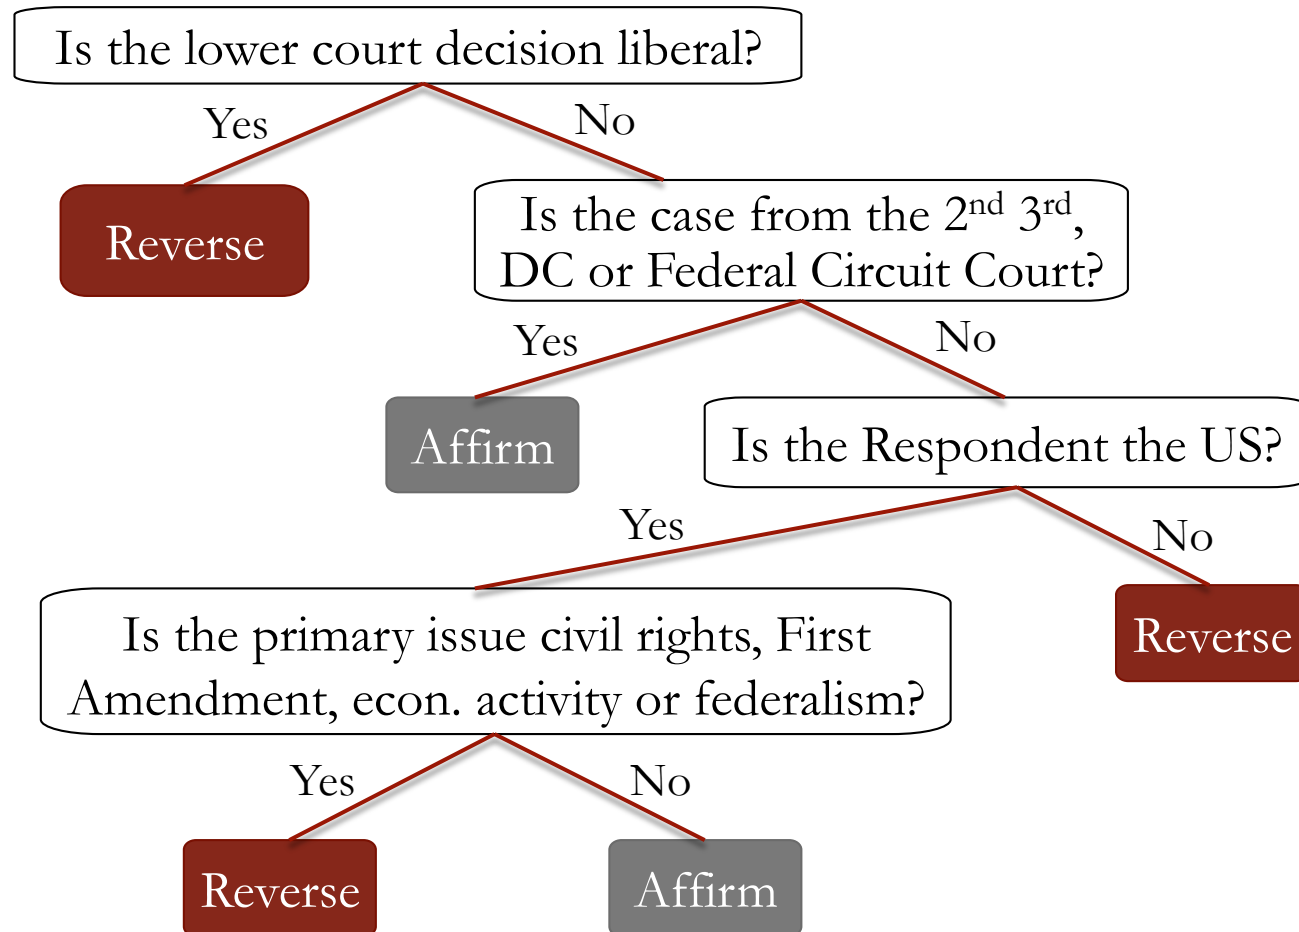 Is the lower court decision liberal?
Yes
No
Reverse
Is the case from the 2nd 3rd,
DC or Federal Circuit Court?
Yes
No
Affirm
Is the Respondent the US?
Yes
No
Is the primary issue civil rights, First
Amendment, econ. activity or federalism?
Reverse
Yes
No
Reverse
Affirm